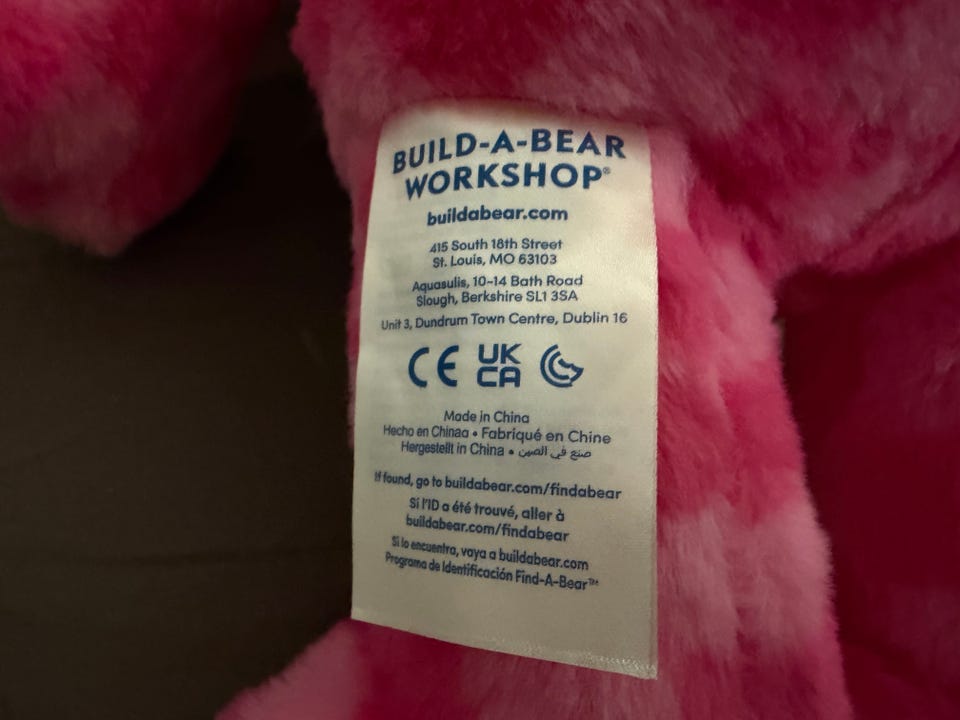 BUILD-A-BEAR
WORKSHOP®
buildabear.com
415 South 18th Street
St. Louis, MO 63103
Aquasulis, 10-14 Bath Road
Slough, Berkshire SL1 3SA
Unit 3, Dundrum Town Centre, Dublin 16
CE UK
CA
Made in China
Hecho en Chinaa • Fabriqué en Chine
Hergestellt in China • صنع في الصين
If found, go to buildabear.com/findabear
Si l'ID a été trouvé, aller à
buildabear.com/findabear
Si lo encuentra, vaya a buildabear.com
Programa de Identificación Find-A-Bear™